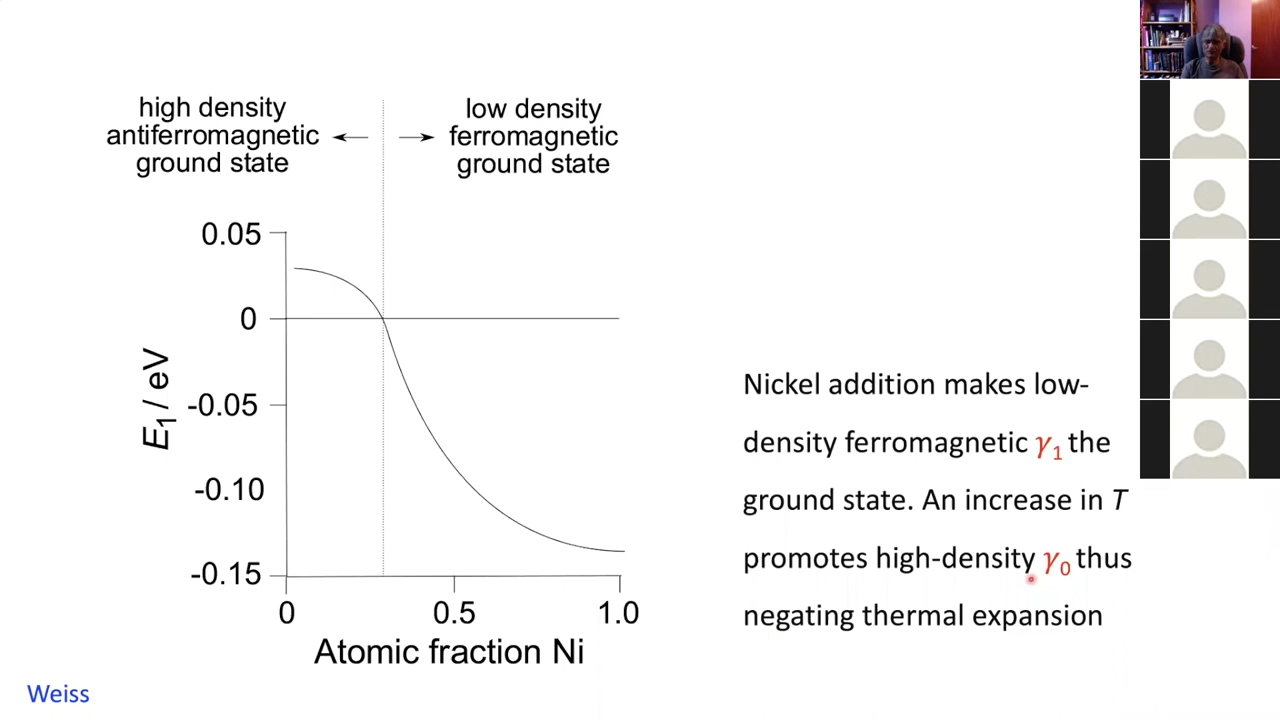 high density
antiferromagnetic
ground state
low density
ferromagnetic
ground state
0.05
0
-0.05
-0.10
-0.15
E1 / eV
0
0.5
1.0
Atomic fraction Ni
Nickel addition makes low-
density ferromagnetic γ1 the
ground state. An increase in T
promotes high-density γ0 thus
negating thermal expansion
Weiss